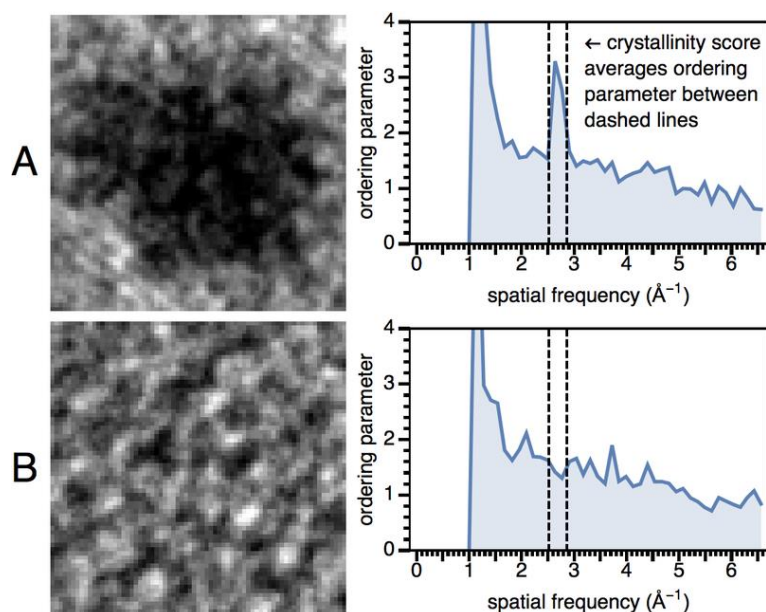 A
4
3
2
1
0
ordering parameter
← crystallinity score
averages ordering
parameter between
dashed lines
0 1 2 3 4 5 6
spatial frequency (Å⁻¹)
B
4
3
2
1
0
ordering parameter
0 1 2 3 4 5 6
spatial frequency (Å⁻¹)